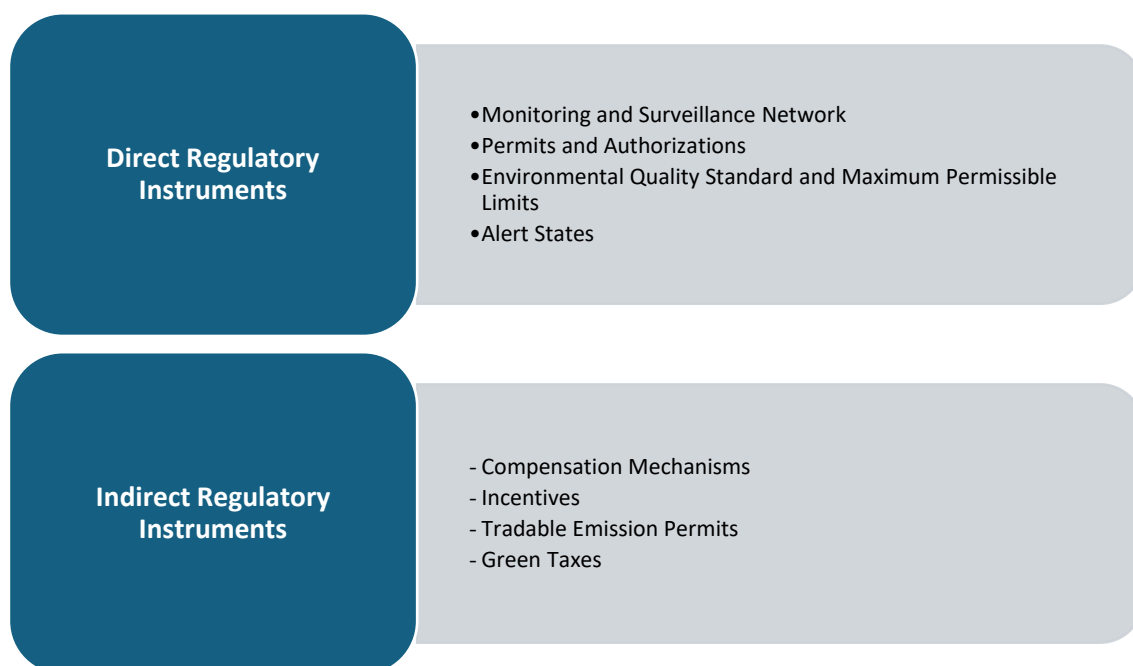 Direct Regulatory
Instruments
•Monitoring and Surveillance Network
•Permits and Authorizations
•Environmental Quality Standard and Maximum Permissible
Limits
•Alert States
Indirect Regulatory
Instruments
- Compensation Mechanisms
- Incentives
- Tradable Emission Permits
- Green Taxes